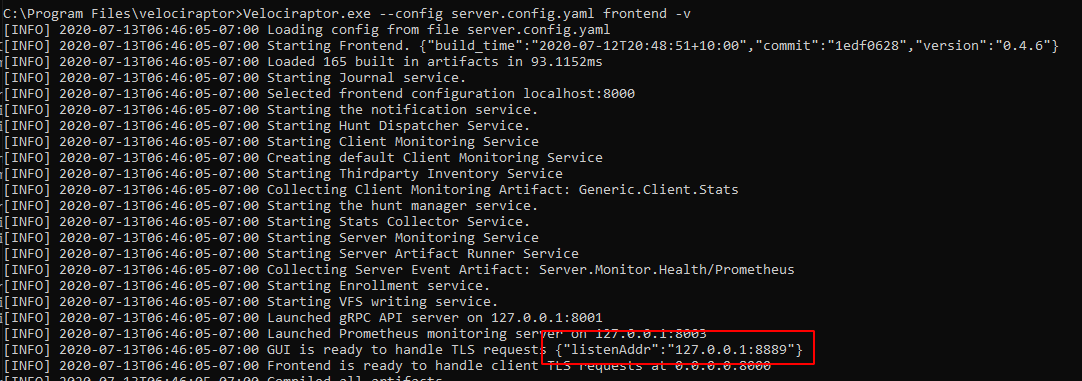 C:\Program Files\velociraptor>Velociraptor.exe --config server.config.yaml frontend -v
[INFO] 2020-07-13T06:46:05-07:00 Loading config from file server.config.yaml
[INFO] 2020-07-13T06:46:05-07:00 Starting Frontend. {"build_time":"2020-07-12T20:48:51+10:00","commit":"1edf0628","version":"0.4.6"}
[INFO] 2020-07-13T06:46:05-07:00 Loaded 165 built in artifacts in 93.1152ms
[INFO] 2020-07-13T06:46:05-07:00 Starting Journal service.
[INFO] 2020-07-13T06:46:05-07:00 Selected frontend configuration localhost:8000
[INFO] 2020-07-13T06:46:05-07:00 Starting the notification service.
[INFO] 2020-07-13T06:46:05-07:00 Starting Hunt Dispatcher Service.
[INFO] 2020-07-13T06:46:05-07:00 Starting Client Monitoring Service
[INFO] 2020-07-13T06:46:05-07:00 Creating default Client Monitoring Service
[INFO] 2020-07-13T06:46:05-07:00 Starting Thirdparty Inventory Service
[INFO] 2020-07-13T06:46:05-07:00 Collecting Client Monitoring Artifact: Generic.Client.Stats
[INFO] 2020-07-13T06:46:05-07:00 Starting the hunt manager service.
[INFO] 2020-07-13T06:46:05-07:00 Starting Stats Collector Service.
[INFO] 2020-07-13T06:46:05-07:00 Starting Server Monitoring Service
[INFO] 2020-07-13T06:46:05-07:00 Starting Server Artifact Runner Service
[INFO] 2020-07-13T06:46:05-07:00 Collecting Server Event Artifact: Server.Monitor.Health/Prometheus
[INFO] 2020-07-13T06:46:05-07:00 Starting Enrollment service.
[INFO] 2020-07-13T06:46:05-07:00 Starting VFS writing service.
[INFO] 2020-07-13T06:46:05-07:00 Launched gRPC API server on 127.0.0.1:8001
[INFO] 2020-07-13T06:46:05-07:00 Launched Prometheus monitoring server on 127.0.0.1:8003
[INFO] 2020-07-13T06:46:05-07:00 GUI is ready to handle TLS requests {"listenAddr":"127.0.0.1:8889"}
[INFO] 2020-07-13T06:46:05-07:00 Frontend is ready to handle client TLS requests at 0.0.0.0:8000
[INFO] 2020-07-13T06:46:05-07:00 Compiled all artifacts.